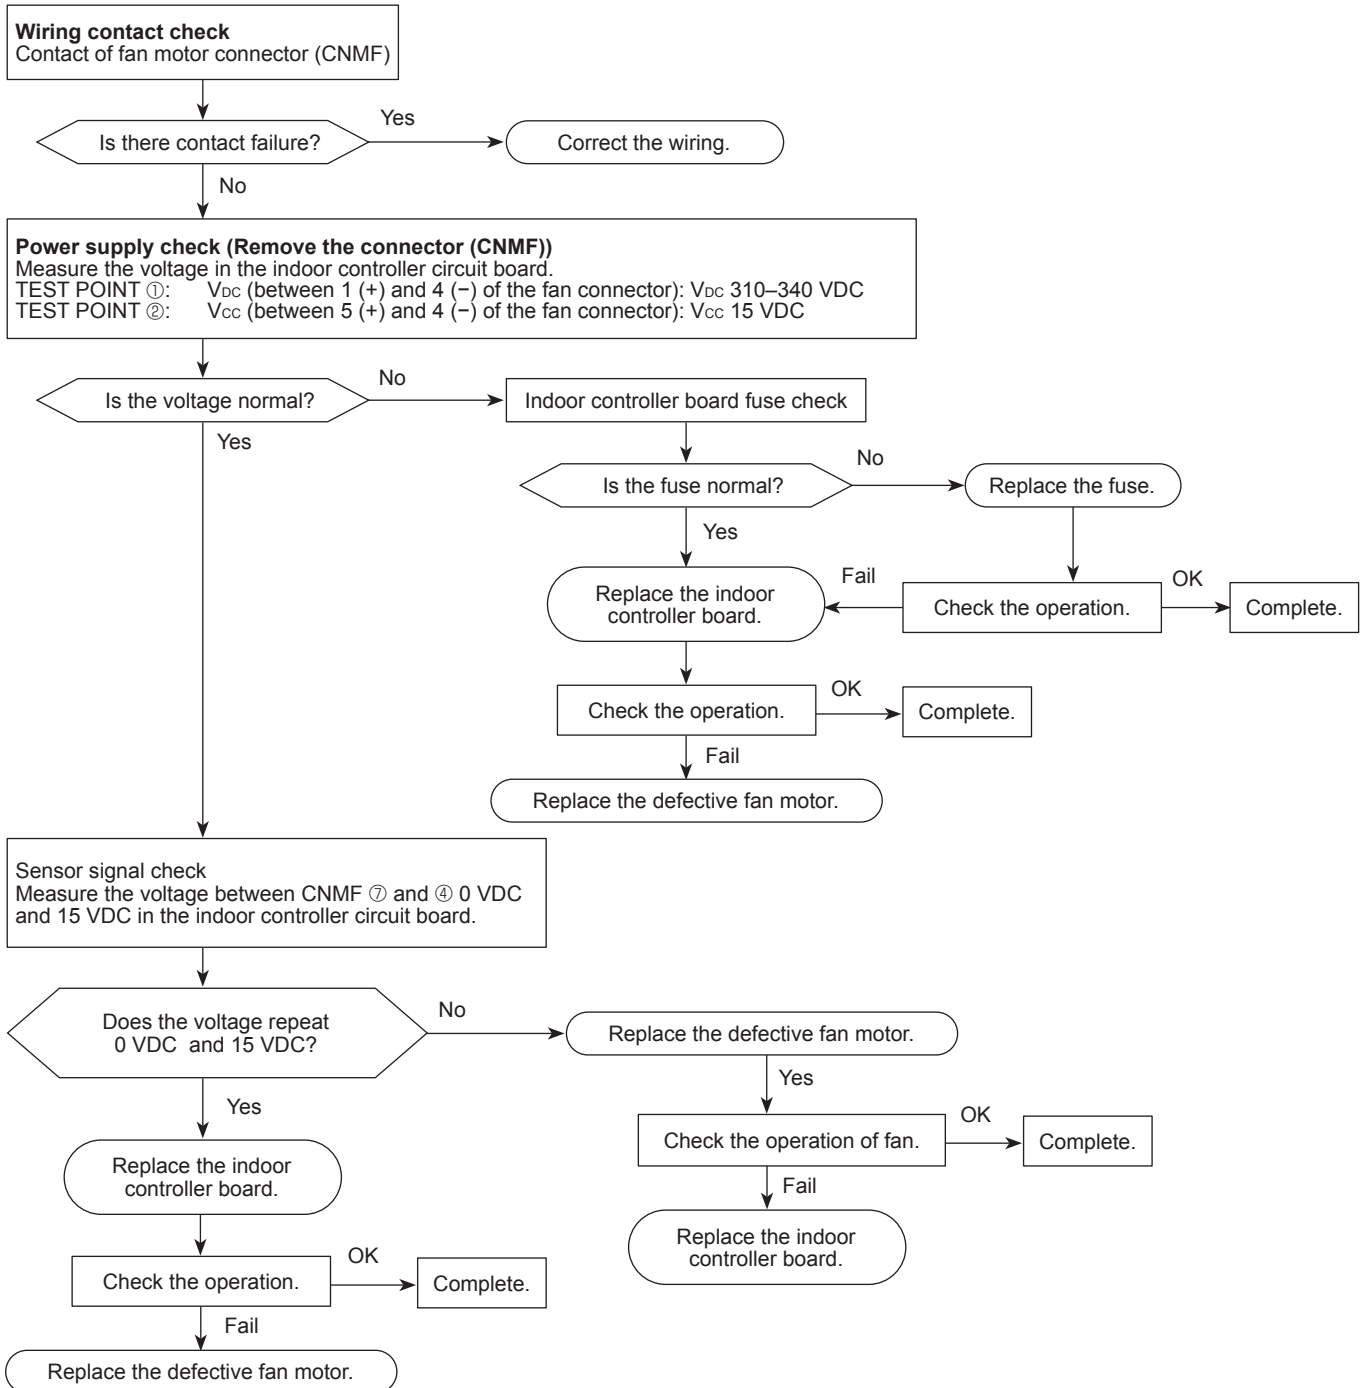 Wiring contact check
Contact of fan motor connector (CNMF)
Is there contact failure?
Yes
Correct the wiring.
No
Power supply check (Remove the connector (CNMF))
Measure the voltage in the indoor controller circuit board.
TEST POINT ①: VDC (between 1 (+) and 4 (−) of the fan connector): VDC 310–340 VDC
TEST POINT ②: VCC (between 5 (+) and 4 (−) of the fan connector): VCC 15 VDC
Is the voltage normal?
No
Indoor controller board fuse check
Yes
Is the fuse normal?
No
Replace the fuse.
Yes
Replace the indoor
controller board.
Fail
Check the operation.
OK
Complete.
Check the operation.
OK
Complete.
Fail
Replace the defective fan motor.
Sensor signal check
Measure the voltage between CNMF ⑦ and ④ 0 VDC
and 15 VDC in the indoor controller circuit board.
Does the voltage repeat
0 VDC and 15 VDC?
No
Replace the defective fan motor.
Yes
Yes
Check the operation of fan.
OK
Complete.
Replace the indoor
controller board.
Fail
Replace the indoor
controller board.
Check the operation.
OK
Complete.
Fail
Replace the defective fan motor.